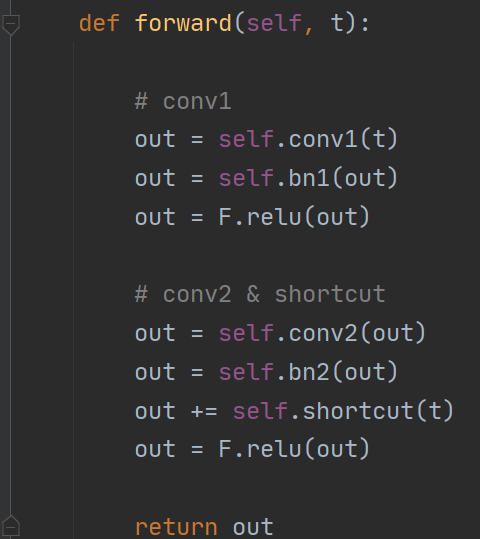 def forward(self, t):
# conv1
out = self.conv1(t)
out = self.bn1(out)
out = F.relu(out)
# conv2 & shortcut
out = self.conv2(out)
out = self.bn2(out)
out += self.shortcut(t)
out = F.relu(out)
return out